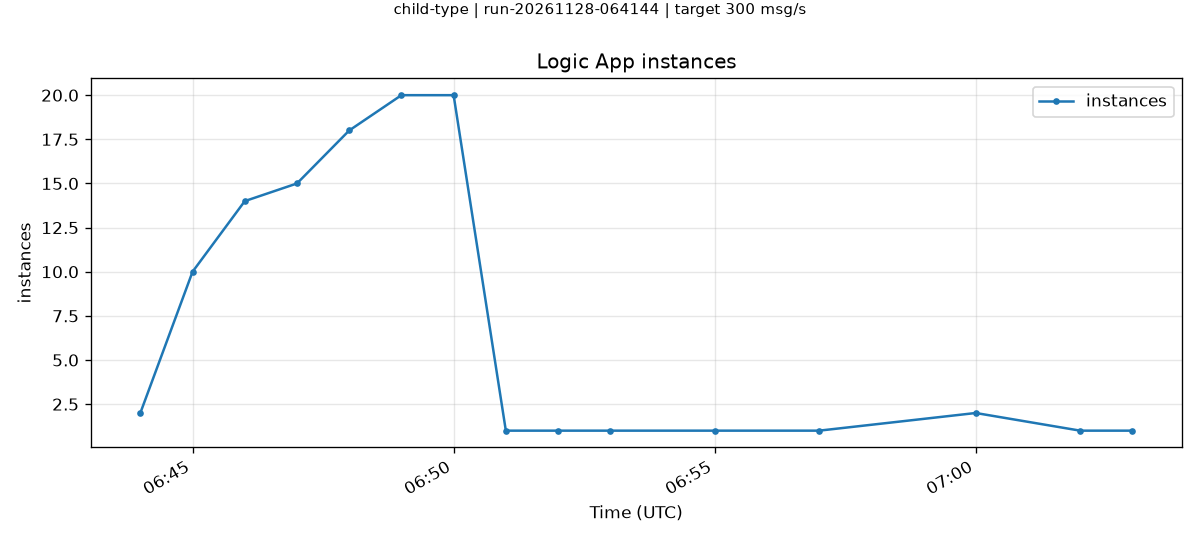 child-type | run-20261128-064144 | target 300 msg/s
Logic App instances
instances
20.0
17.5
15.0
12.5
10.0
7.5
5.0
2.5
instances
06:45
06:50
06:55
07:00
Time (UTC)